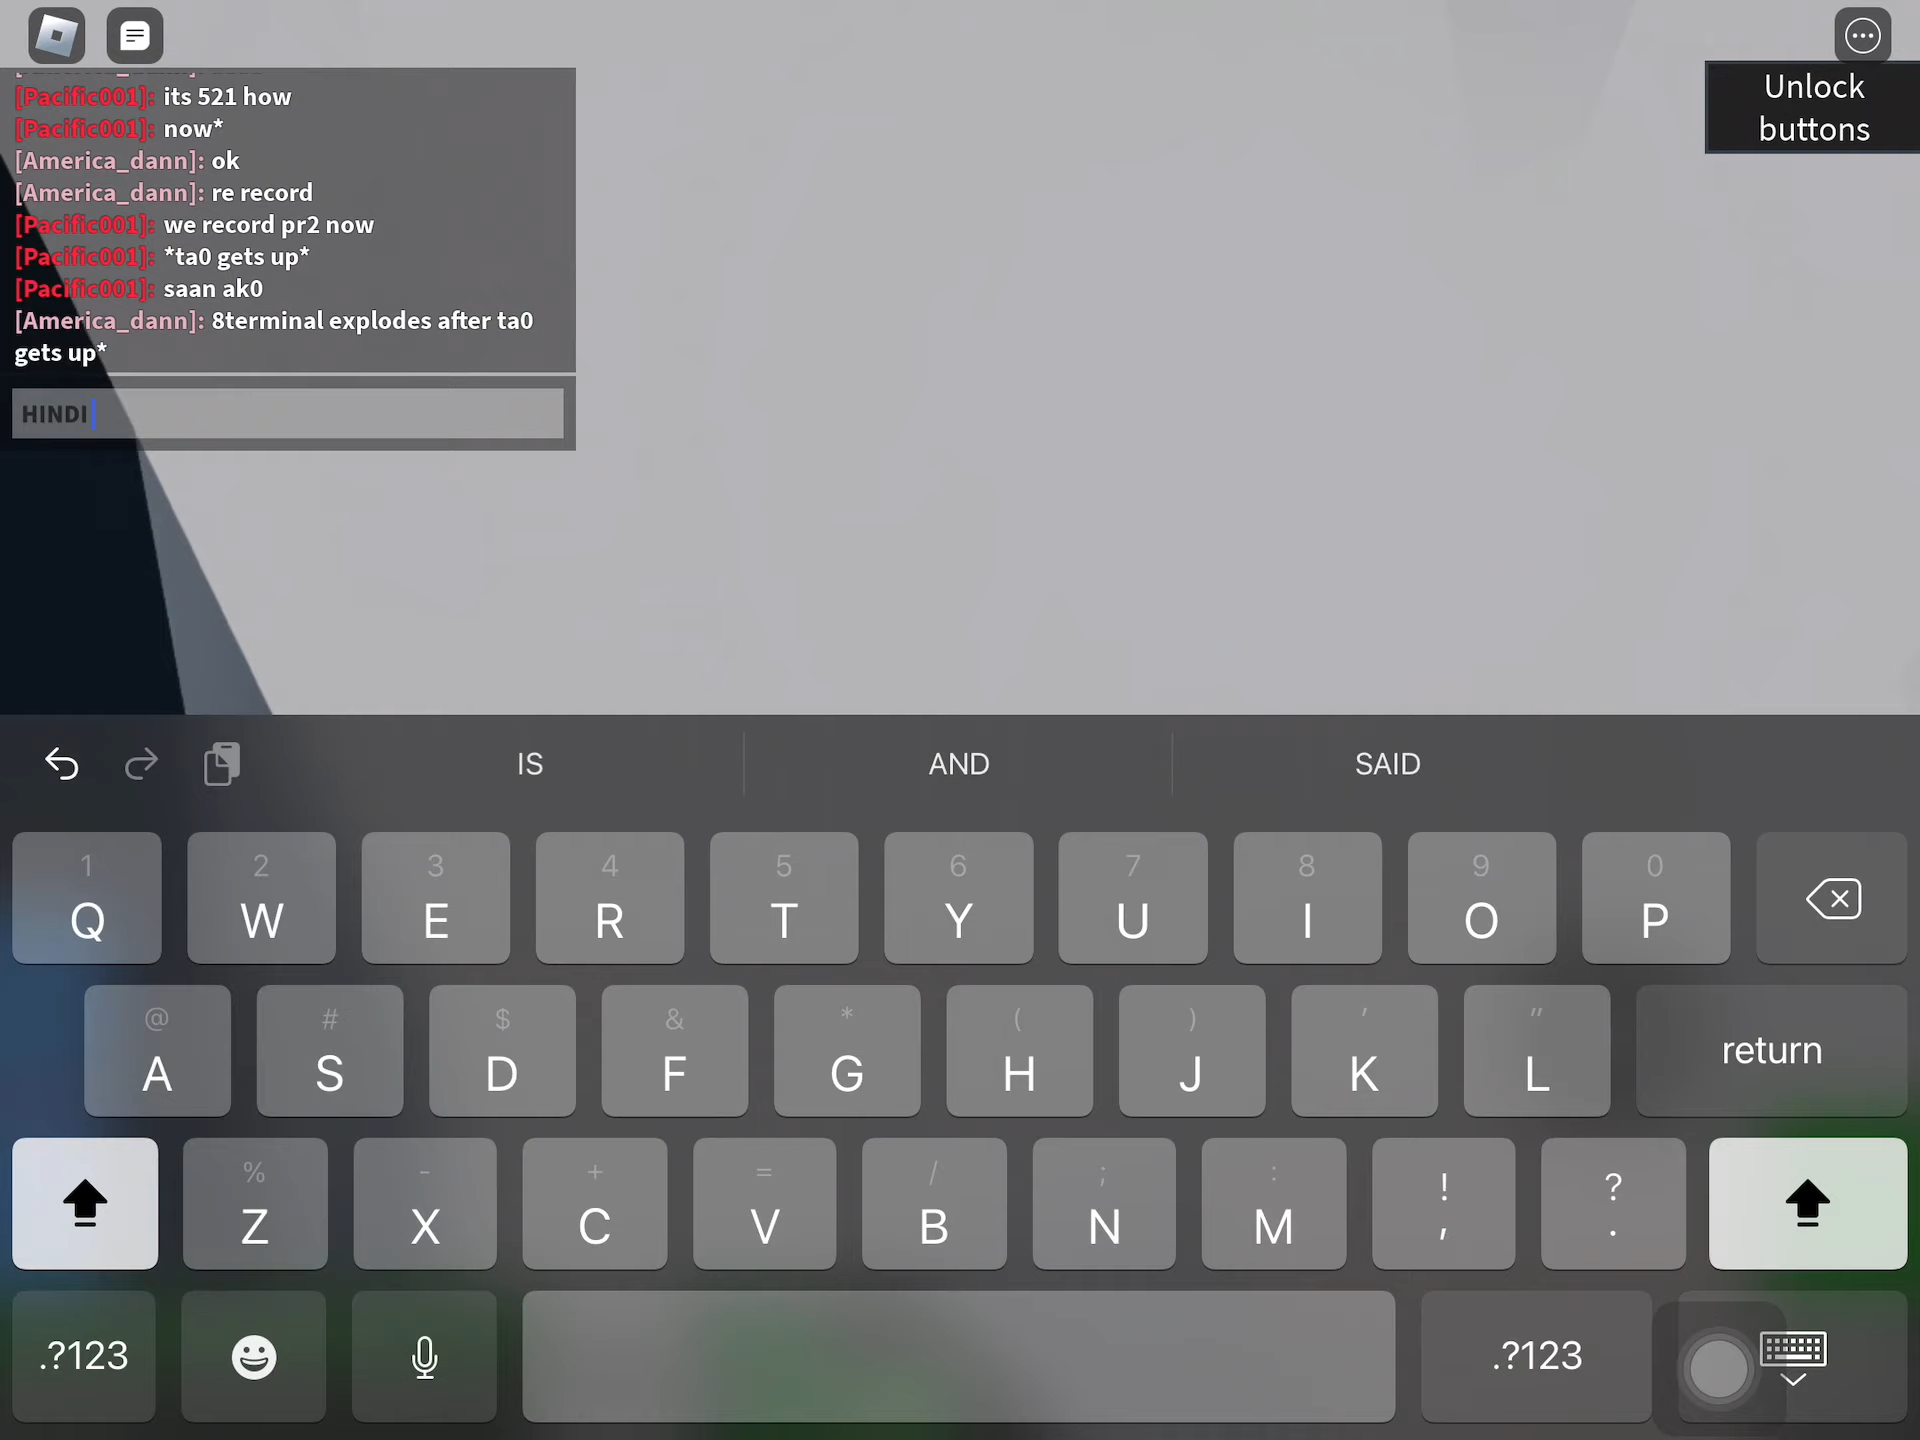 [Pacific001]: its 521 how
[Pacific001]: now*
[America_dann]: ok
[America_dann]: re record
[Pacific001]: we record pr2 now
[Pacific001]: *ta0 gets up*
[Pacific001]: saan ak0
[America_dann]: 8terminal explodes after ta0
gets up*
HINDI
Unlock
buttons
IS AND SAID
1 2 3 4 5 6 7 8 9 0
Q W E R T Y U I O P
@ # $ & * ( ) ' "
A S D F G H J K L return
% - + = / ; : ! ?
Z X C V B N M , .
.?123 .?123